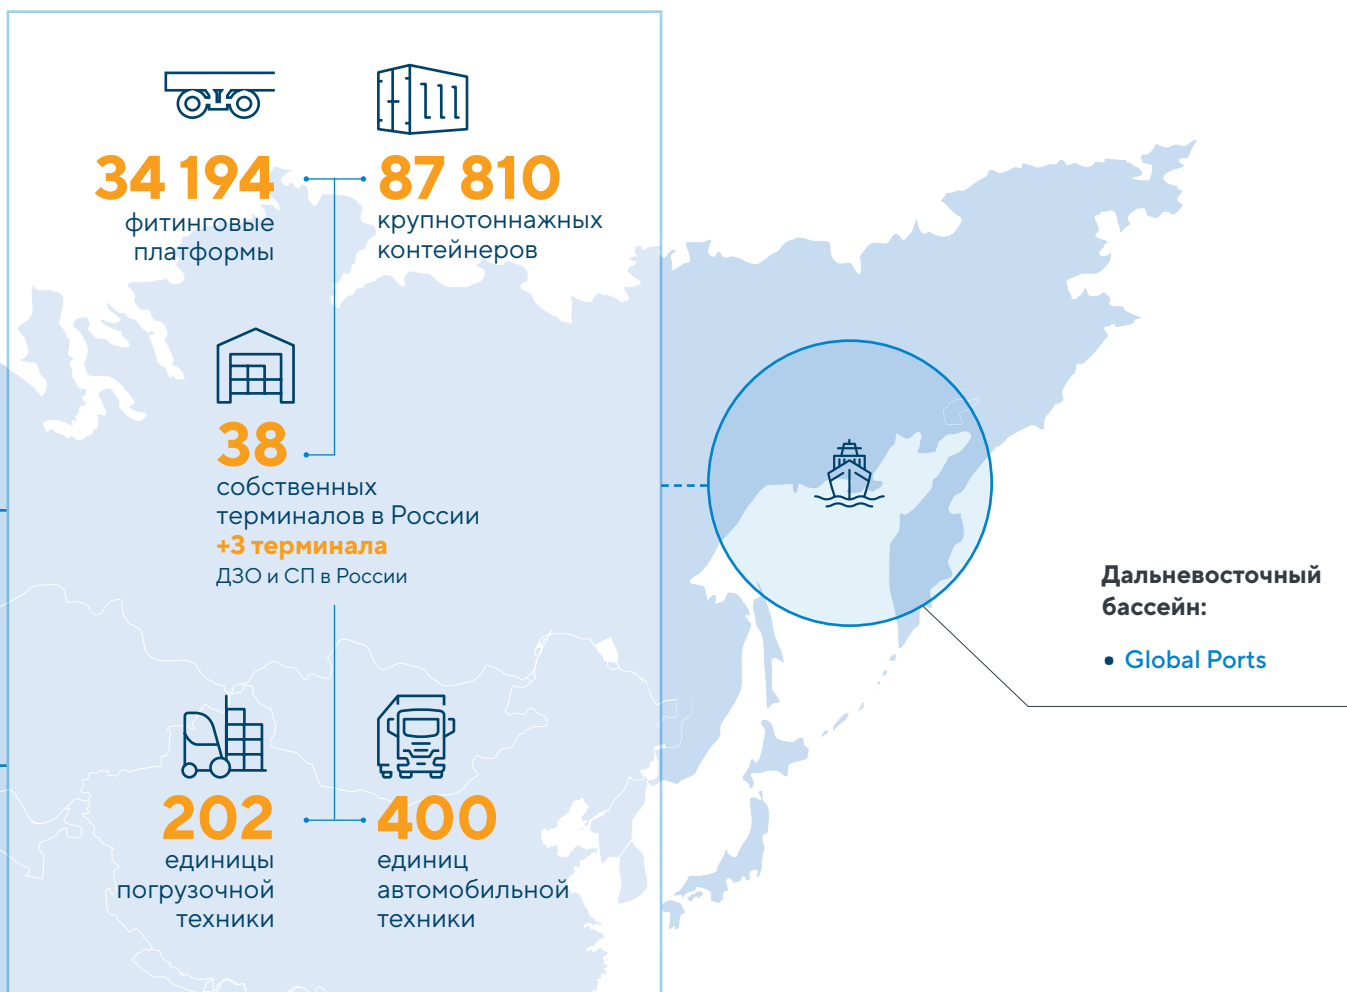 34 194
фитинговые
платформы
87 810
крупнотоннажных
контейнеров
38
собственных
терминалов в России
+3 терминала
ДЗО и СП в России
202
единицы
погрузочной
техники
400
единиц
автомобильной
техники
Дальневосточный
бассейн:
• Global Ports